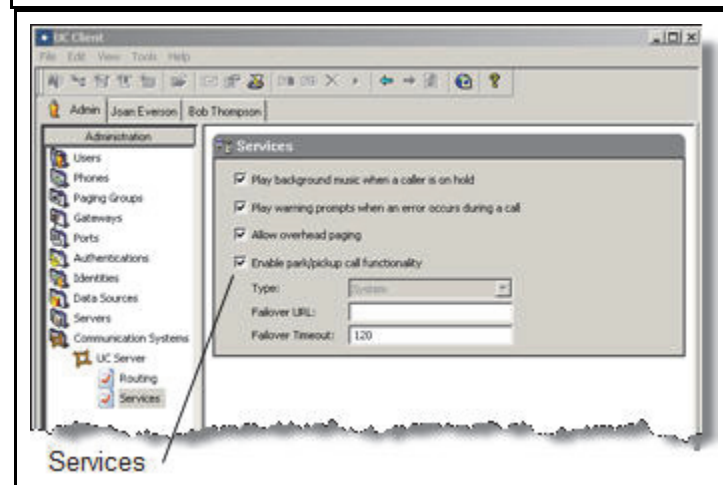 UC Client
File Edit View Tools Help
Admin Joan Everson Bob Thompson
Administration
Users
Phones
Paging Groups
Gateways
Ports
Authentications
Identities
Data Sources
Servers
Communication Systems
UC Server
Routing
Services
Services
Play background music when a caller is on hold
Play warning prompts when an error occurs during a call
Allow overhead paging
Enable park/pickup call functionality
Type: System
Failover URL:
Failover Timeout: 120
Services